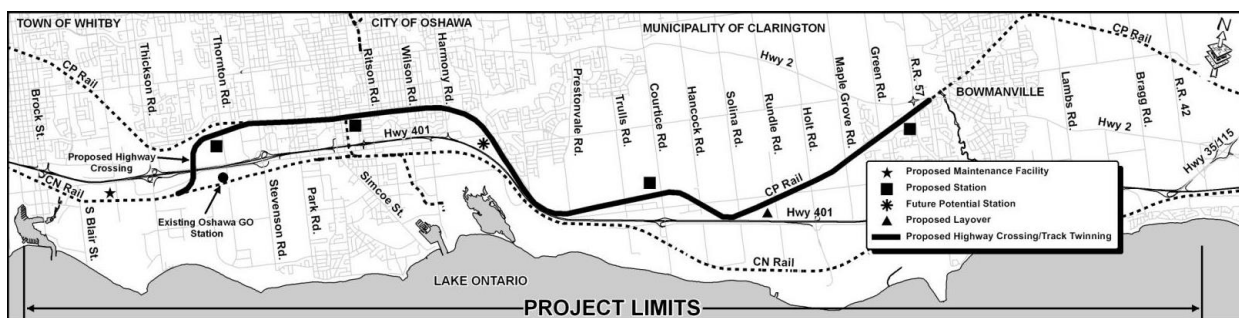 TOWN OF WHITBY
CITY OF OSHAWA
MUNICIPALITY OF CLARINGTON
N
CP Rail
Brock St.
Thickson Rd.
Thornton Rd.
Ritson Rd.
Wilson Rd.
Harmony Rd.
Hwy 2
Prestonvale Rd.
Trulls Rd.
Courtice Rd.
Hancock Rd.
Solina Rd.
Rundle Rd.
Holt Rd.
Maple Grove Rd.
Green Rd.
R.R. 57
CP Rail
BOWMANVILLE
Lambs Rd.
Bragg Rd.
R.R. 42
Hwy 2
Hwy 35/115
Hwy 401
Proposed Highway
Crossing
CN Rail
S Blair St.
Existing Oshawa GO
Station
Stevenson Rd.
Park Rd.
Simcoe St.
CP Rail
Hwy 401
CN Rail
Proposed Maintenance Facility
Proposed Station
Future Potential Station
Proposed Layover
Proposed Highway Crossing/Track Twinning
LAKE ONTARIO
PROJECT LIMITS